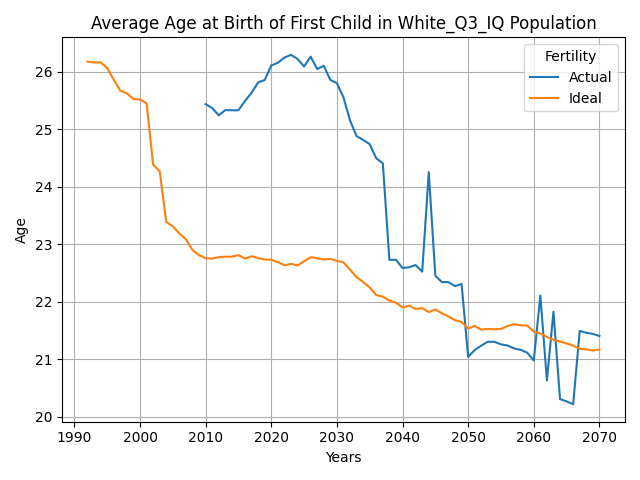 Average Age at Birth of First Child in White_Q3_IQ Population
Fertility
Actual
Ideal
Age
26
25
24
23
22
21
20
1990 2000 2010 2020 2030 2040 2050 2060 2070
Years